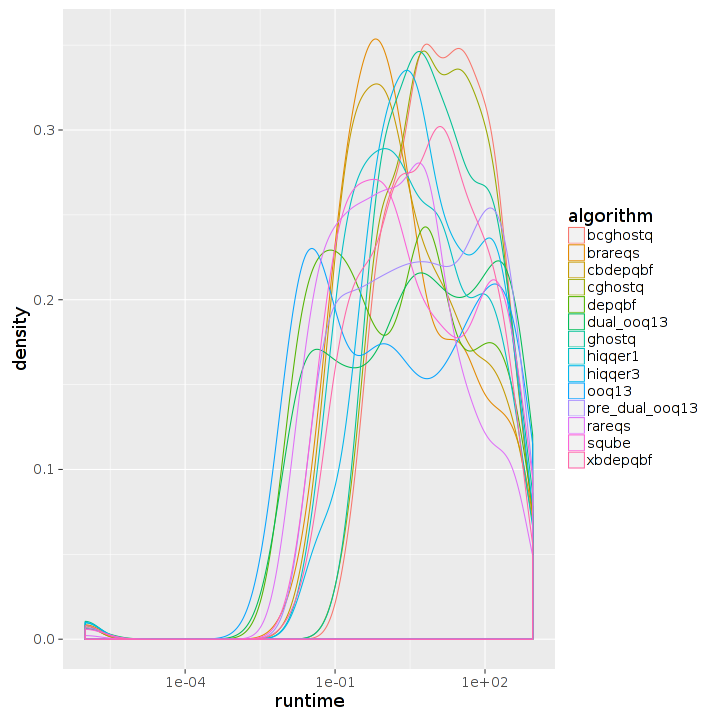 0.3
0.2
0.1
0.0
density
1e-04
1e-01
1e+02
runtime
algorithm
bcghostq
brareqs
cbdepqbf
cghostq
depqbf
dual_ooq13
ghostq
hiqqer1
hiqqer3
ooq13
pre_dual_ooq13
rareqs
sqube
xbdepqbf